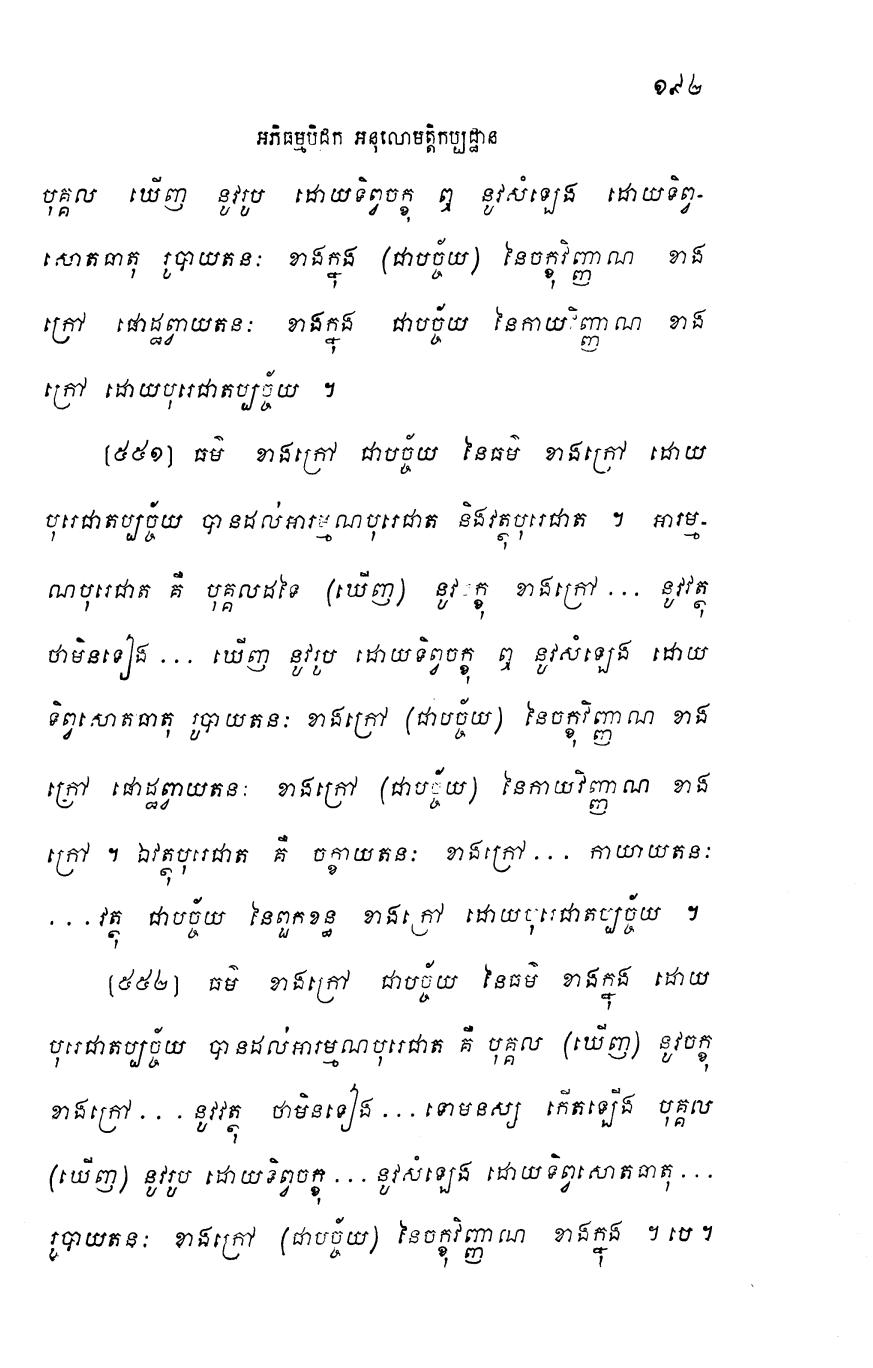 ១៩២
អភិធម្មបិដក អនុលោមត្តិកប្បដ្ឋាន
បុគ្គល ឃើញ នូវរូប ដោយទិព្វចក្ខុ ឮ នូវសំឡេង ដោយទិព្វ-
សោតធាតុ រូបាយតនៈ ខាងក្នុង (ជាបច្ច័យ) នៃចក្ខុវិញ្ញាណ ខាង
ក្រៅ ផោដ្ឋព្វាយតនៈ ខាងក្នុង ជាបច្ច័យ នៃកាយវិញ្ញាណ ខាង
ក្រៅ ដោយបុរេជាតប្បច្ច័យ ។
[៥៥១] ធម៌ ខាងក្រៅ ជាបច្ច័យ នៃធម៌ ខាងក្រៅ ដោយ
បុរេជាតប្បច្ច័យ បានដល់អារម្មណបុរេជាត និងវត្ថុបុរេជាត ។ អារម្ម-
ណបុរេជាត គឺ បុគ្គលដទៃ (ឃើញ) នូវចក្ខុ ខាងក្រៅ... នូវវត្ថុ
ថាមិនទៀង ... ឃើញ នូវរូប ដោយទិព្វចក្ខុ ឮ នូវសំឡេង ដោយ
ទិព្វសោតធាតុ រូបាយតនៈ ខាងក្រៅ (ជាបច្ច័យ) នៃចក្ខុវិញ្ញាណ ខាង
ក្រៅ ផោដ្ឋព្វាយតនៈ ខាងក្រៅ (ជាបច្ច័យ) នៃកាយវិញ្ញាណ ខាង
ក្រៅ ។ ឯវត្ថុបុរេជាត គឺ ចក្ខាយតនៈ ខាងក្រៅ... កាយាយតនៈ
...វត្ថុ ជាបច្ច័យ នៃពួកខន្ធ ខាងក្រៅ ដោយបុរេជាតប្បច្ច័យ ។
[៥៥២] ធម៌ ខាងក្រៅ ជាបច្ច័យ នៃធម៌ ខាងក្នុង ដោយ
បុរេជាតប្បច្ច័យ បានដល់អារម្មណបុរេជាត គឺ បុគ្គល (ឃើញ) នូវចក្ខុ
ខាងក្រៅ... នូវវត្ថុ ថាមិនទៀង...ទោមនស្ស កើតឡើង បុគ្គល
(ឃើញ) នូវរូប ដោយទិព្វចក្ខុ ... នូវសំឡេង ដោយទិព្វសោតធាតុ...
រូបាយតនៈ ខាងក្រៅ (ជាបច្ច័យ) នៃចក្ខុវិញ្ញាណ ខាងក្នុង ។ បេ ។